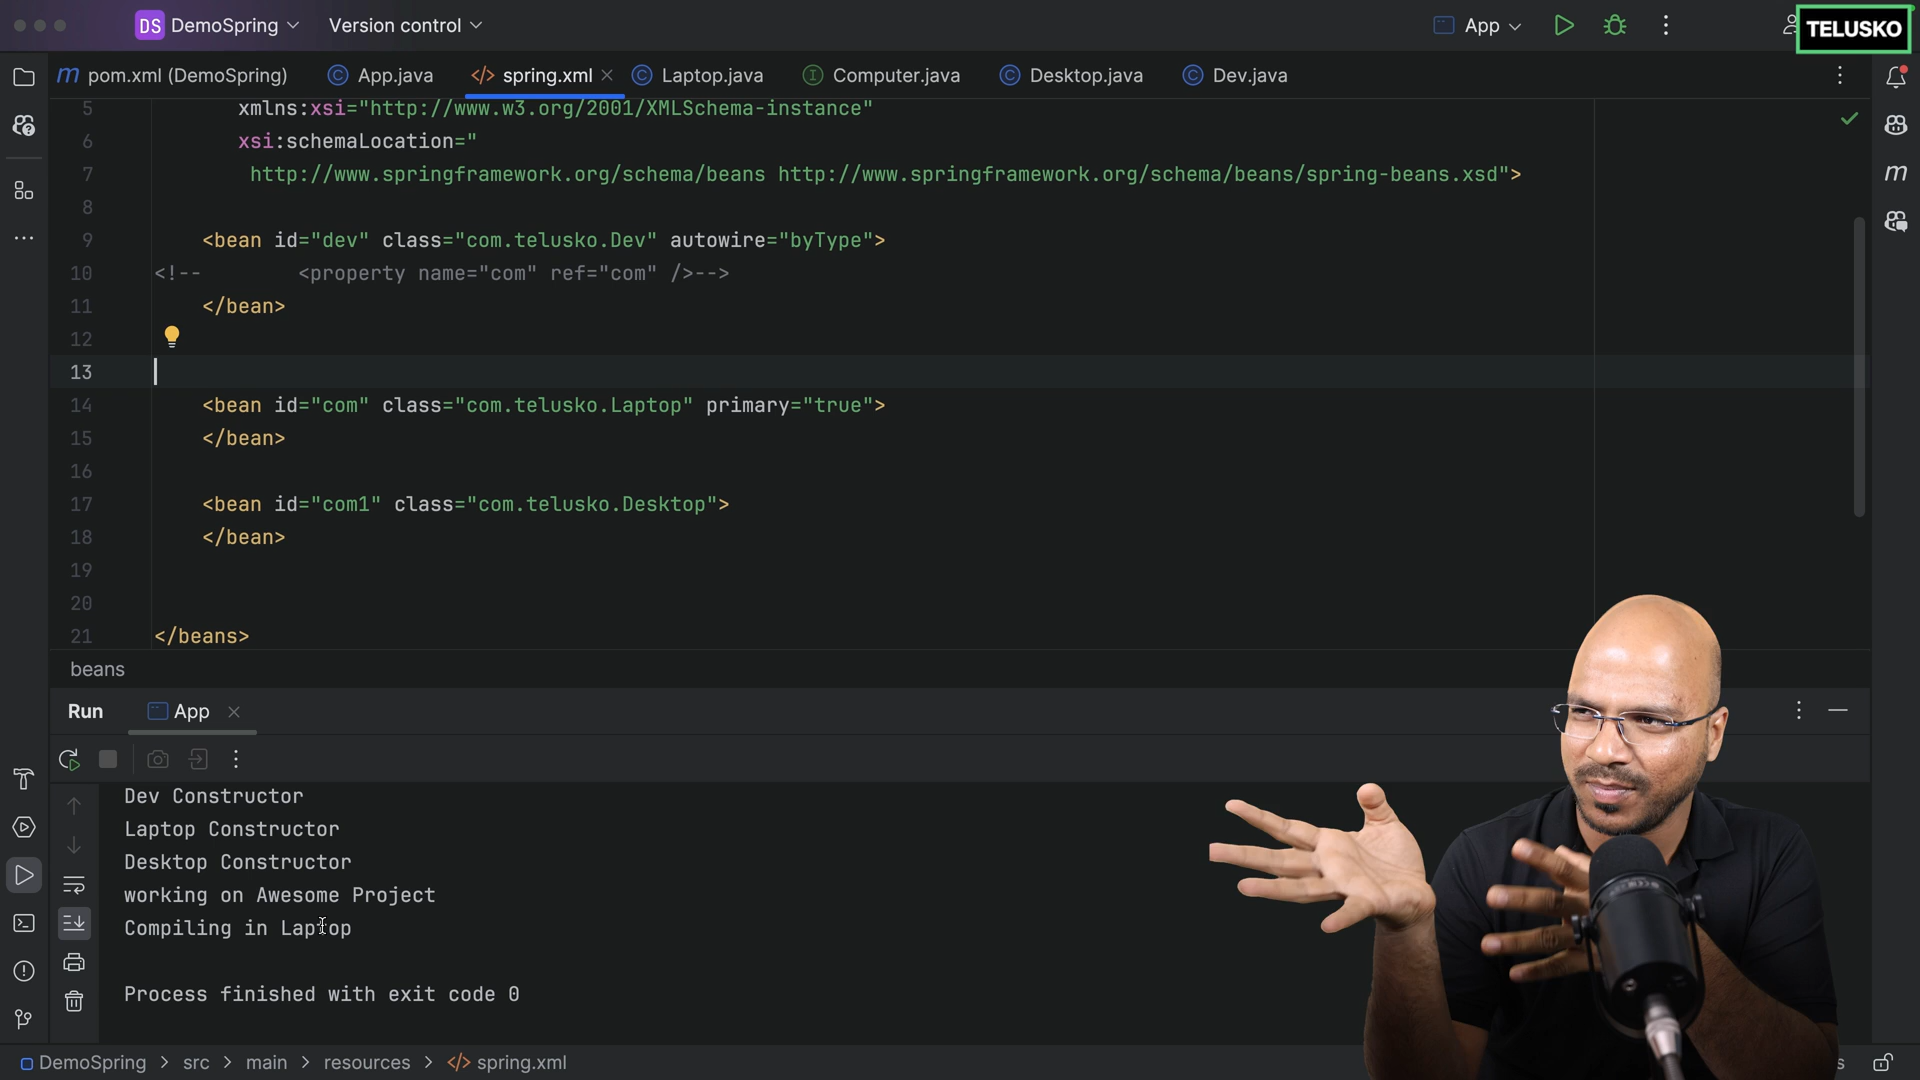 DS DemoSpring Version control App TELUSKO
m pom.xml (DemoSpring) App.java </> spring.xml Laptop.java Computer.java Desktop.java Dev.java
5 xmlns:xsi="http://www.w3.org/2001/XMLSchema-instance"
6 xsi:schemaLocation="
7 http://www.springframework.org/schema/beans http://www.springframework.org/schema/beans/spring-beans.xsd">
8
9 <bean id="dev" class="com.telusko.Dev" autowire="byType">
10 <!-- <property name="com" ref="com" />-->
11 </bean>
12
13
14 <bean id="com" class="com.telusko.Laptop" primary="true">
15 </bean>
16
17 <bean id="com1" class="com.telusko.Desktop">
18 </bean>
19
20
21 </beans>
beans
Run App
Dev Constructor
Laptop Constructor
Desktop Constructor
working on Awesome Project
Compiling in Laptop
Process finished with exit code 0
DemoSpring > src > main > resources > </> spring.xml